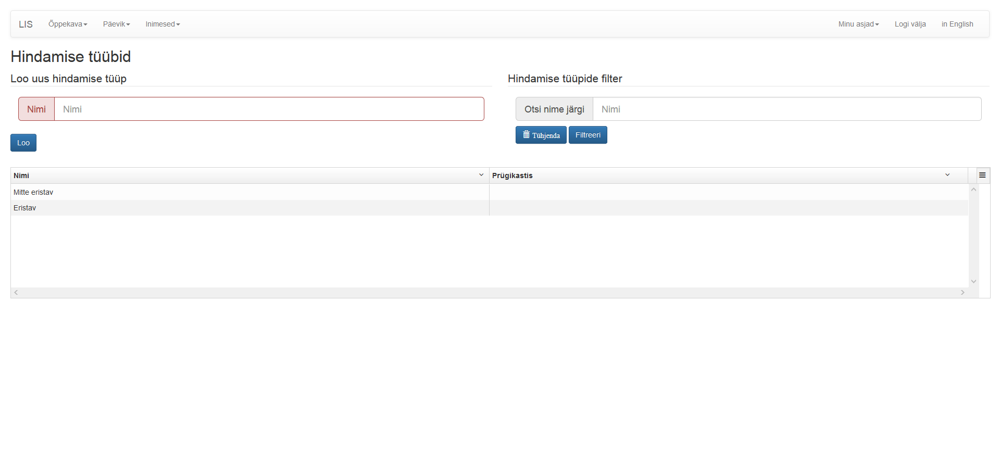 LIS Õppekava Päevik Inimesed Minu asjad Logi välja in English
Hindamise tüübid
Loo uus hindamise tüüp
Nimi Nimi
Loo
Hindamise tüüpide filter
Otsi nime järgi Nimi
Tühjenda Filtreeri
Nimi Prügikastis
Mitte eristav
Eristav